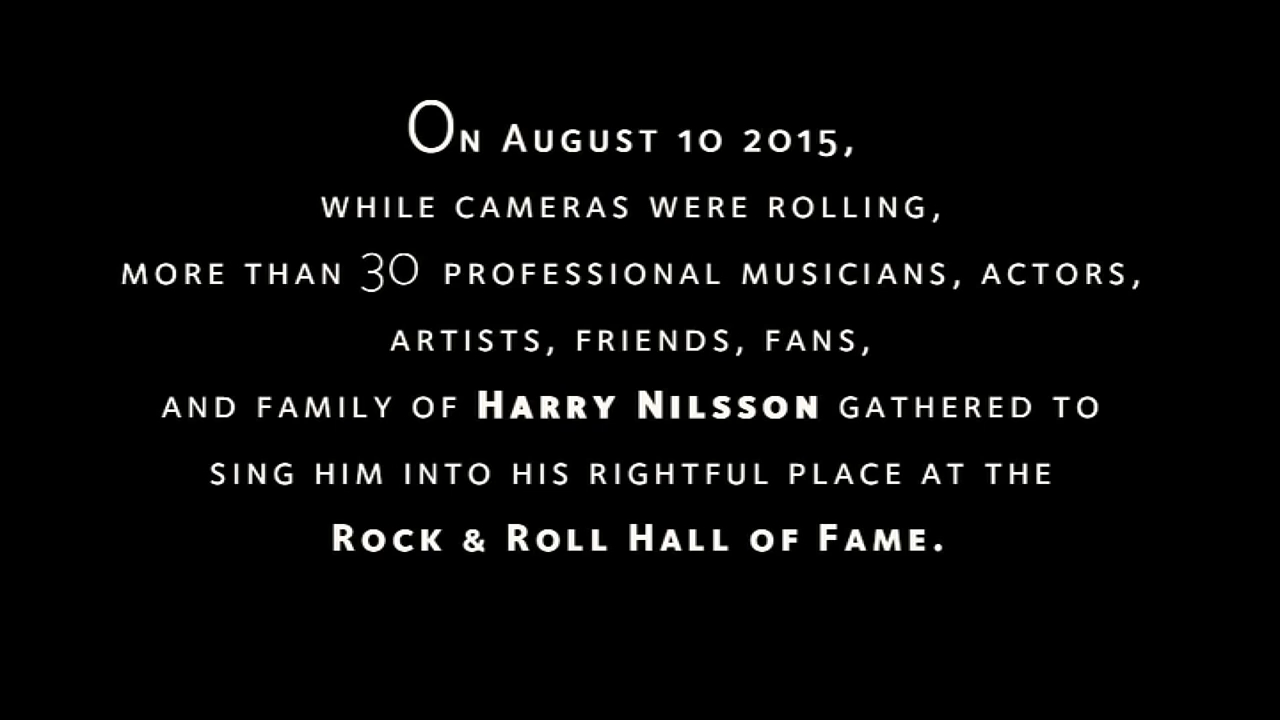 On August 10 2015,
while cameras were rolling,
more than 30 professional musicians, actors,
artists, friends, fans,
and family of Harry Nilsson gathered to
sing him into his rightful place at the
Rock & Roll Hall of Fame.